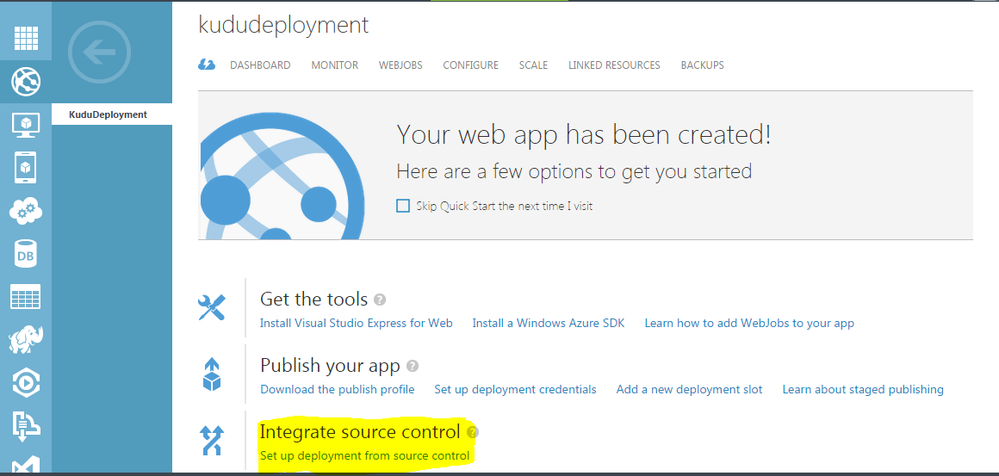 kududeployment
DASHBOARD MONITOR WEBJOBS CONFIGURE SCALE LINKED RESOURCES BACKUPS
KuduDeployment
Your web app has been created!
Here are a few options to get you started
Skip Quick Start the next time I visit
DB
Get the tools ?
Install Visual Studio Express for Web Install a Windows Azure SDK Learn how to add WebJobs to your app
Publish your app ?
Download the publish profile Set up deployment credentials Add a new deployment slot Learn about staged publishing
Integrate source control ?
Set up deployment from source control